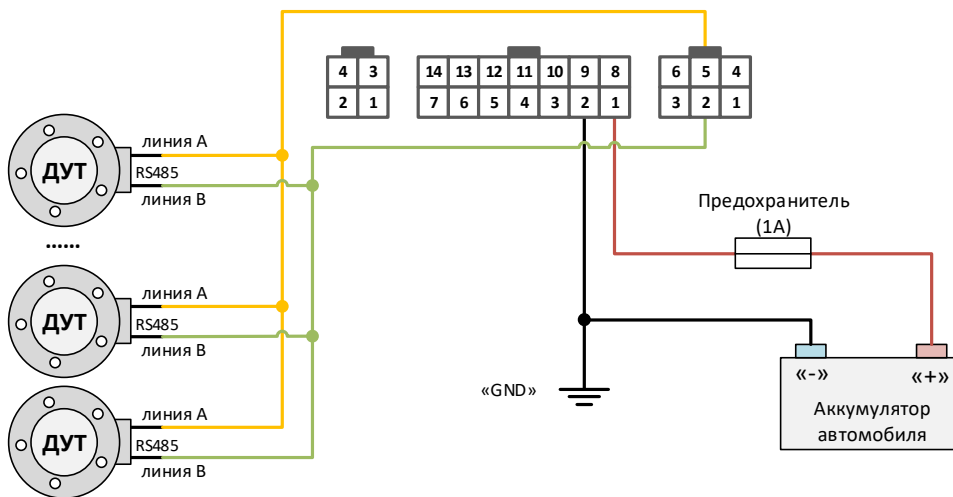 4 3
2 1
14 13 12 11 10 9 8
7 6 5 4 3 2 1
6 5 4
3 2 1
ДУТ
линия А
RS485
линия В
......
ДУТ
линия А
RS485
линия В
ДУТ
линия А
RS485
линия В
Предохранитель
(1А)
«GND»
«-»
«+»
Аккумулятор
автомобиля